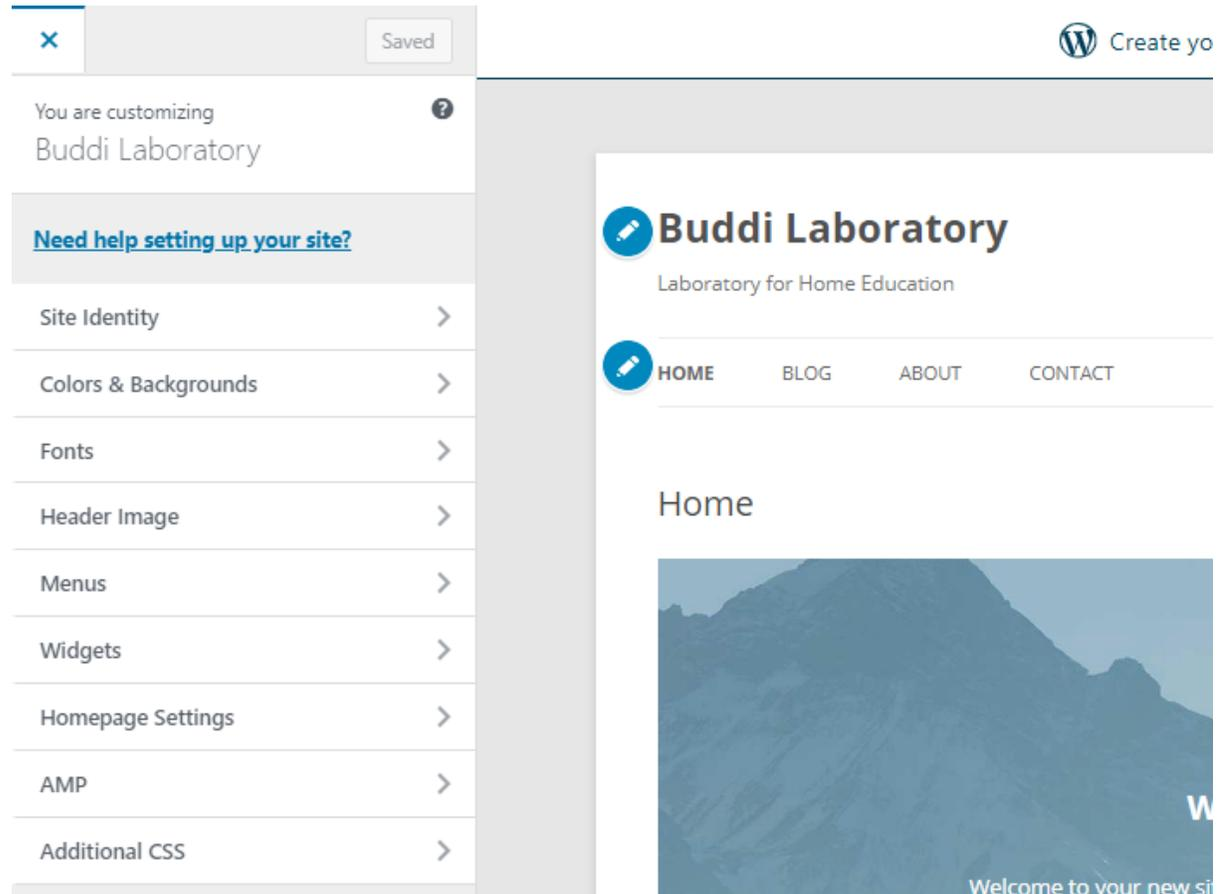 Saved
You are customizing
Buddi Laboratory
Need help setting up your site?
Site Identity
Colors & Backgrounds
Fonts
Header Image
Menus
Widgets
Homepage Settings
AMP
Additional CSS
Create yo
Buddi Laboratory
Laboratory for Home Education
HOME BLOG ABOUT CONTACT
Home
W
Welcome to your new sit